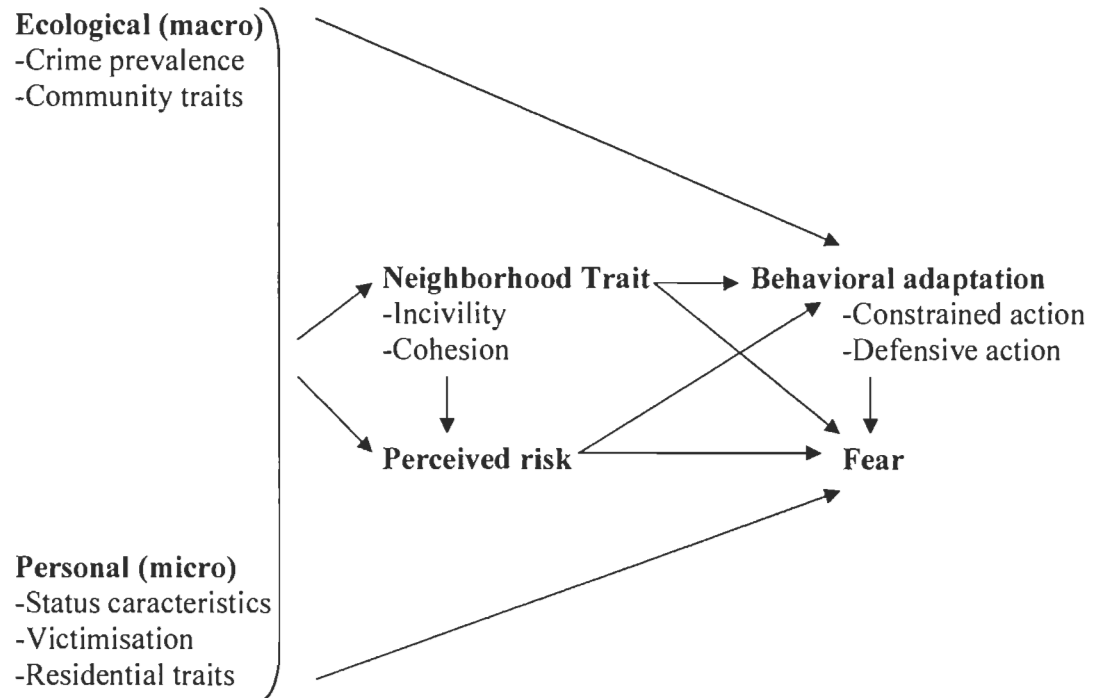 Ecological (macro)
-Crime prevalence
-Community traits
Neighborhood Trait
-Incivility
-Cohesion
Behavioral adaptation
-Constrained action
-Defensive action
Perceived risk
Fear
Personal (micro)
-Status caracteristics
-Victimisation
-Residential traits